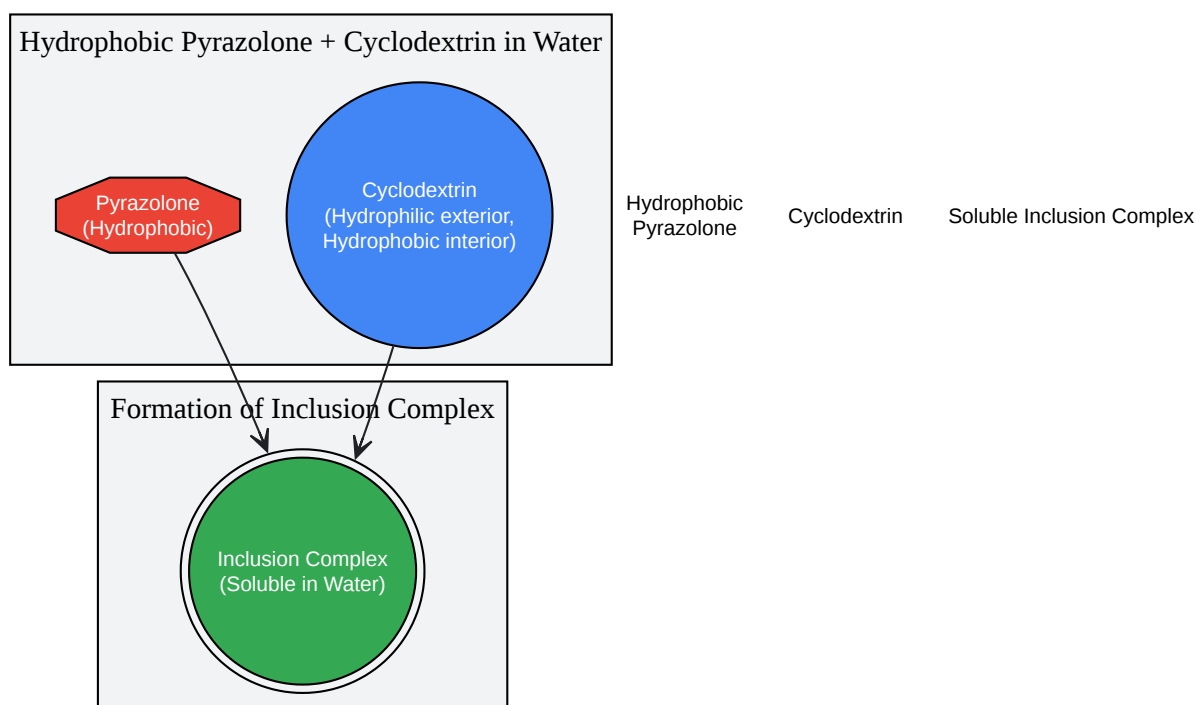 Hydrophobic Pyrazolone + Cyclodextrin in Water
Pyrazolone
(Hydrophobic)
Cyclodextrin
(Hydrophilic exterior,
Hydrophobic interior)
Hydrophobic
Pyrazolone
Cyclodextrin
Soluble Inclusion Complex
Formation of Inclusion Complex
Inclusion Complex
(Soluble in Water)